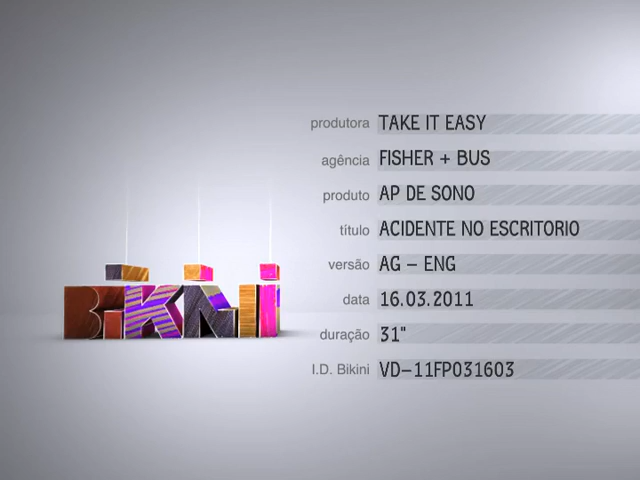 produtora TAKE IT EASY
agência FISHER + BUS
produto AP DE SONO
título ACIDENTE NO ESCRITORIO
versão AG – ENG
data 16.03.2011
duração 31"
I.D. Bikini VD–11FP031603
BiKiNi